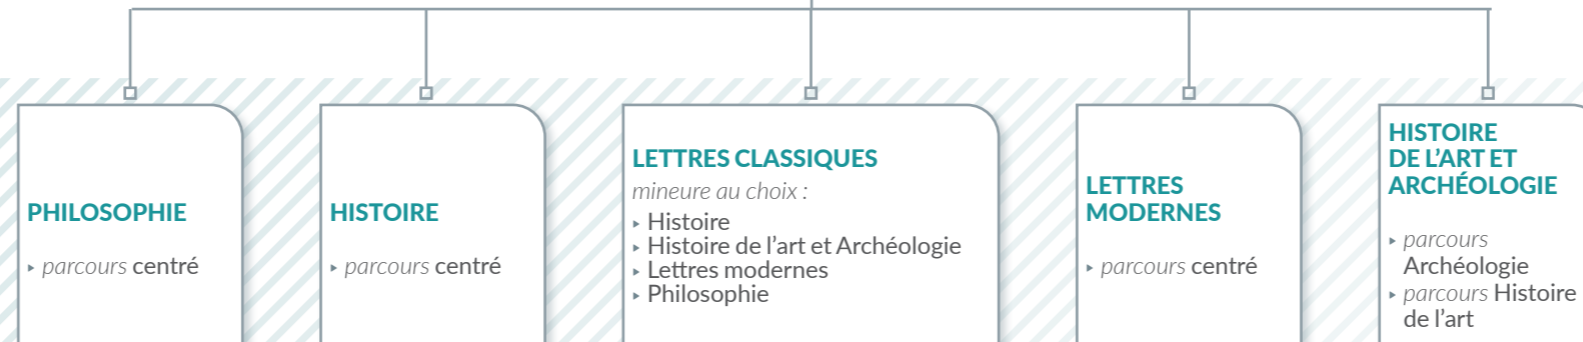 PHILOSOPHIE
▸ parcours centré
HISTOIRE
▸ parcours centré
LETTRES CLASSIQUES
mineure au choix :
▸ Histoire
▸ Histoire de l’art et Archéologie
▸ Lettres modernes
▸ Philosophie
LETTRES
MODERNES
▸ parcours centré
HISTOIRE
DE L’ART ET
ARCHÉOLOGIE
▸ parcours
Archéologie
▸ parcours Histoire
de l’art